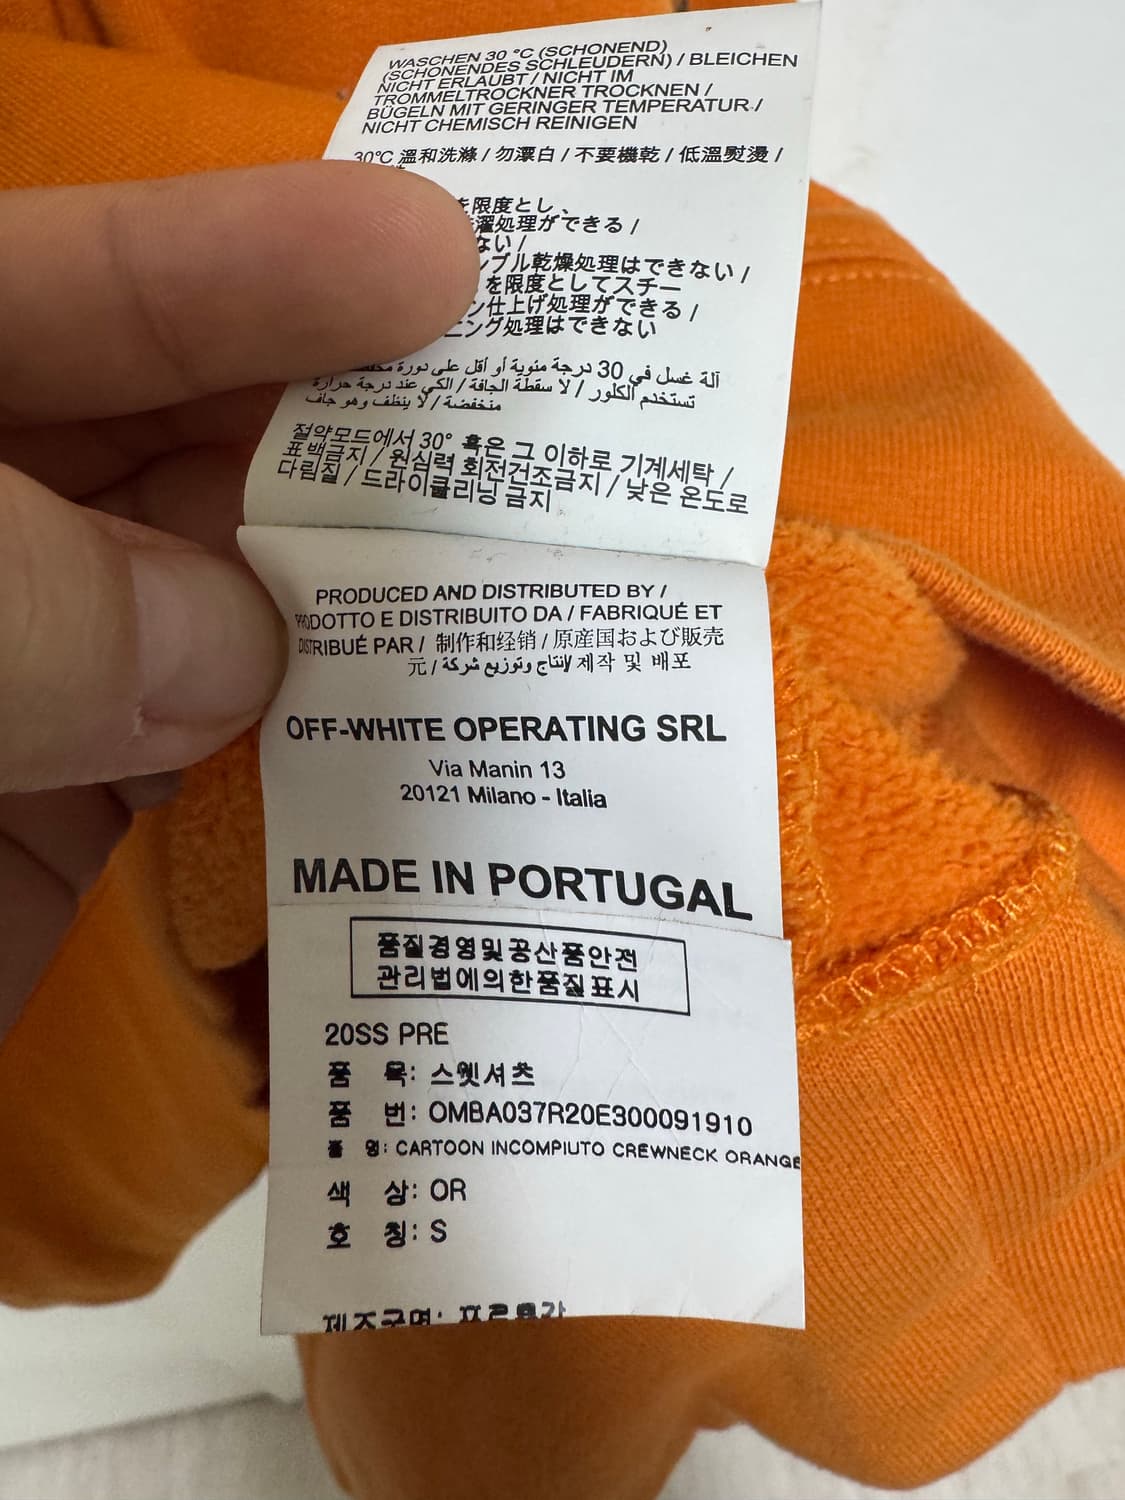 WASCHEN 30 °C (SCHONEND)
(SCHONENDES SCHLEUDERN) / BLEICHEN
NICHT ERLAUBT / NICHT IM
TROMMELTROCKNER TROCKNEN /
BÜGELN MIT GERINGER TEMPERATUR /
NICHT CHEMISCH REINIGEN
30°C 溫和洗滌 / 勿漂白 / 不要機乾 / 低溫熨燙 /
を限度とし、
濯処理ができる /
ない /
ンブル乾燥処理はできない /
を限度としてスチー
ン仕上げ処理ができる /
ニング処理はできない
آلة غسل في 30 درجة مئوية أو أقل على دورة
تستخدم الكلور / لا سقطة الجافة / الكي عند درجة حرارة
منخفضة / لا ينظف وهو جاف
절약모드에서 30° 혹은 그 이하로 기계세탁 /
표백금지 / 원심력 회전건조금지 / 낮은 온도로
다림질 / 드라이클리닝 금지
PRODUCED AND DISTRIBUTED BY /
PRODOTTO E DISTRIBUITO DA / FABRIQUÉ ET
DISTRIBUÉ PAR / 制作和经销 / 原産国および販売
元 / لإنتاج وتوزيع شركة / 제작 및 배포
OFF-WHITE OPERATING SRL
Via Manin 13
20121 Milano - Italia
MADE IN PORTUGAL
품질경영및공산품안전
관리법에의한품질표시
20SS PRE
품 목: 스웻셔츠
품 번: OMBA037R20E300091910
품 명: CARTOON INCOMPIUTO CREWNECK ORANGE
색 상: OR
호 칭: S
제조국명: 포르투갈